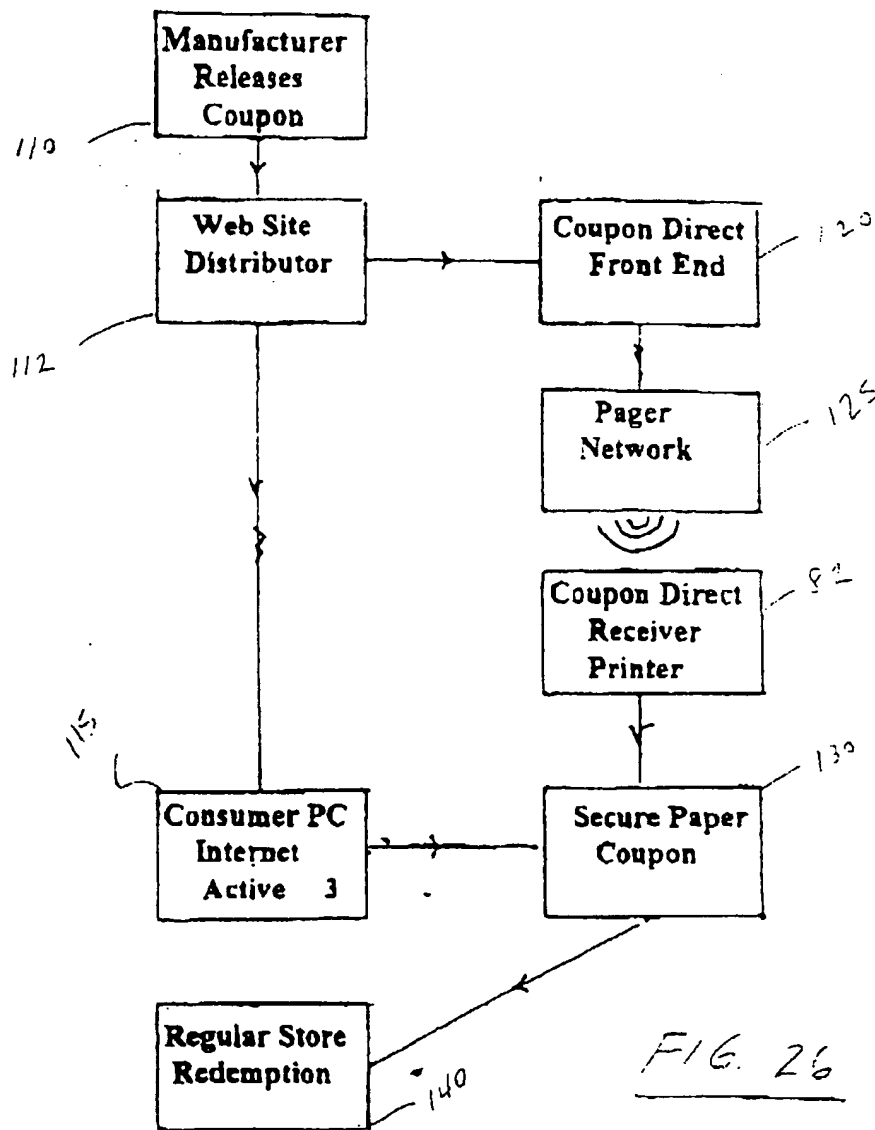 Manufacturer
Releases
Coupon
110
Web Site
Distributor
112
Coupon Direct
Front End
120
Pager
Network
125
Coupon Direct
Receiver
Printer
82
115
Consumer PC
Internet
Active 3
Secure Paper
Coupon
130
Regular Store
Redemption
140
FIG. 26